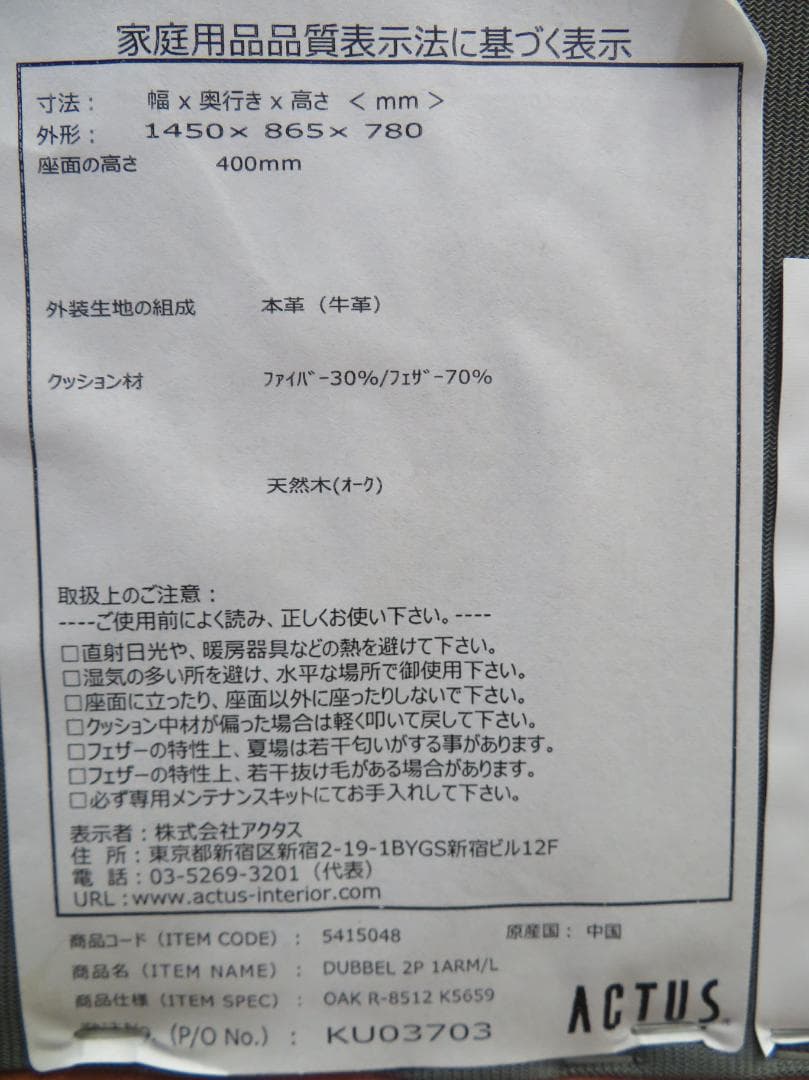 家庭用品品質表示法に基づく表示
寸法： 幅 x 奥行き x 高さ ＜ mm ＞
外形： 1450× 865× 780
座面の高さ 400mm
外装生地の組成 本革（牛革）
クッション材 ﾌｧｲﾊﾞｰ30%/ﾌｪｻﾞｰ70%
天然木(ｵｰｸ)
取扱上のご注意：
----ご使用前によく読み、正しくお使い下さい。----
□直射日光や、暖房器具などの熱を避けて下さい。
□湿気の多い所を避け、水平な場所で御使用下さい。
□座面に立ったり、座面以外に座ったりしないで下さい。
□クッション中材が偏った場合は軽く叩いて戻して下さい。
□フェザーの特性上、夏場は若干匂いがする事があります。
□フェザーの特性上、若干抜け毛がある場合があります。
□必ず専用メンテナンスキットにてお手入れして下さい。
表示者：株式会社アクタス
住 所：東京都新宿区新宿2-19-1BYGS新宿ビル12F
電 話：03-5269-3201（代表）
URL：www.actus-interior.com
商品コード（ITEM CODE）： 5415048 原産国： 中国
商品名（ITEM NAME）： DUBBEL 2P 1ARM/L
商品仕様（ITEM SPEC）： OAK R-8512 K5659
No.（P/O No.）： KU03703
ACTUS